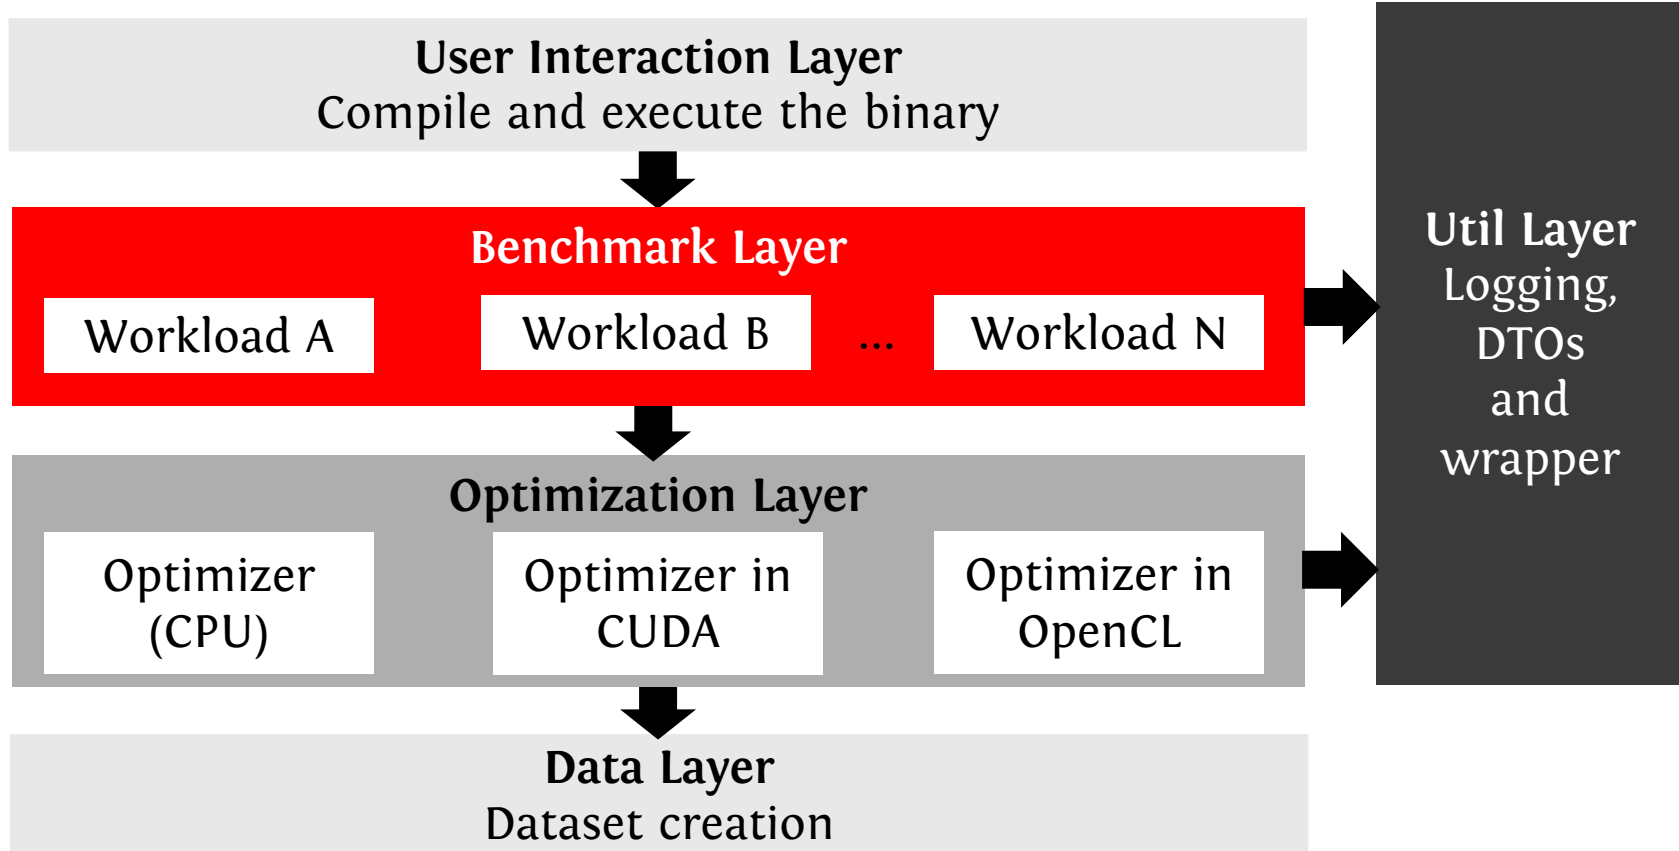 User Interaction Layer
Compile and execute the binary
Benchmark Layer
Workload A
Workload B
...
Workload N
Optimization Layer
Optimizer
(CPU)
Optimizer in
CUDA
Optimizer in
OpenCL
Data Layer
Dataset creation
Util Layer
Logging,
DTOs
and
wrapper